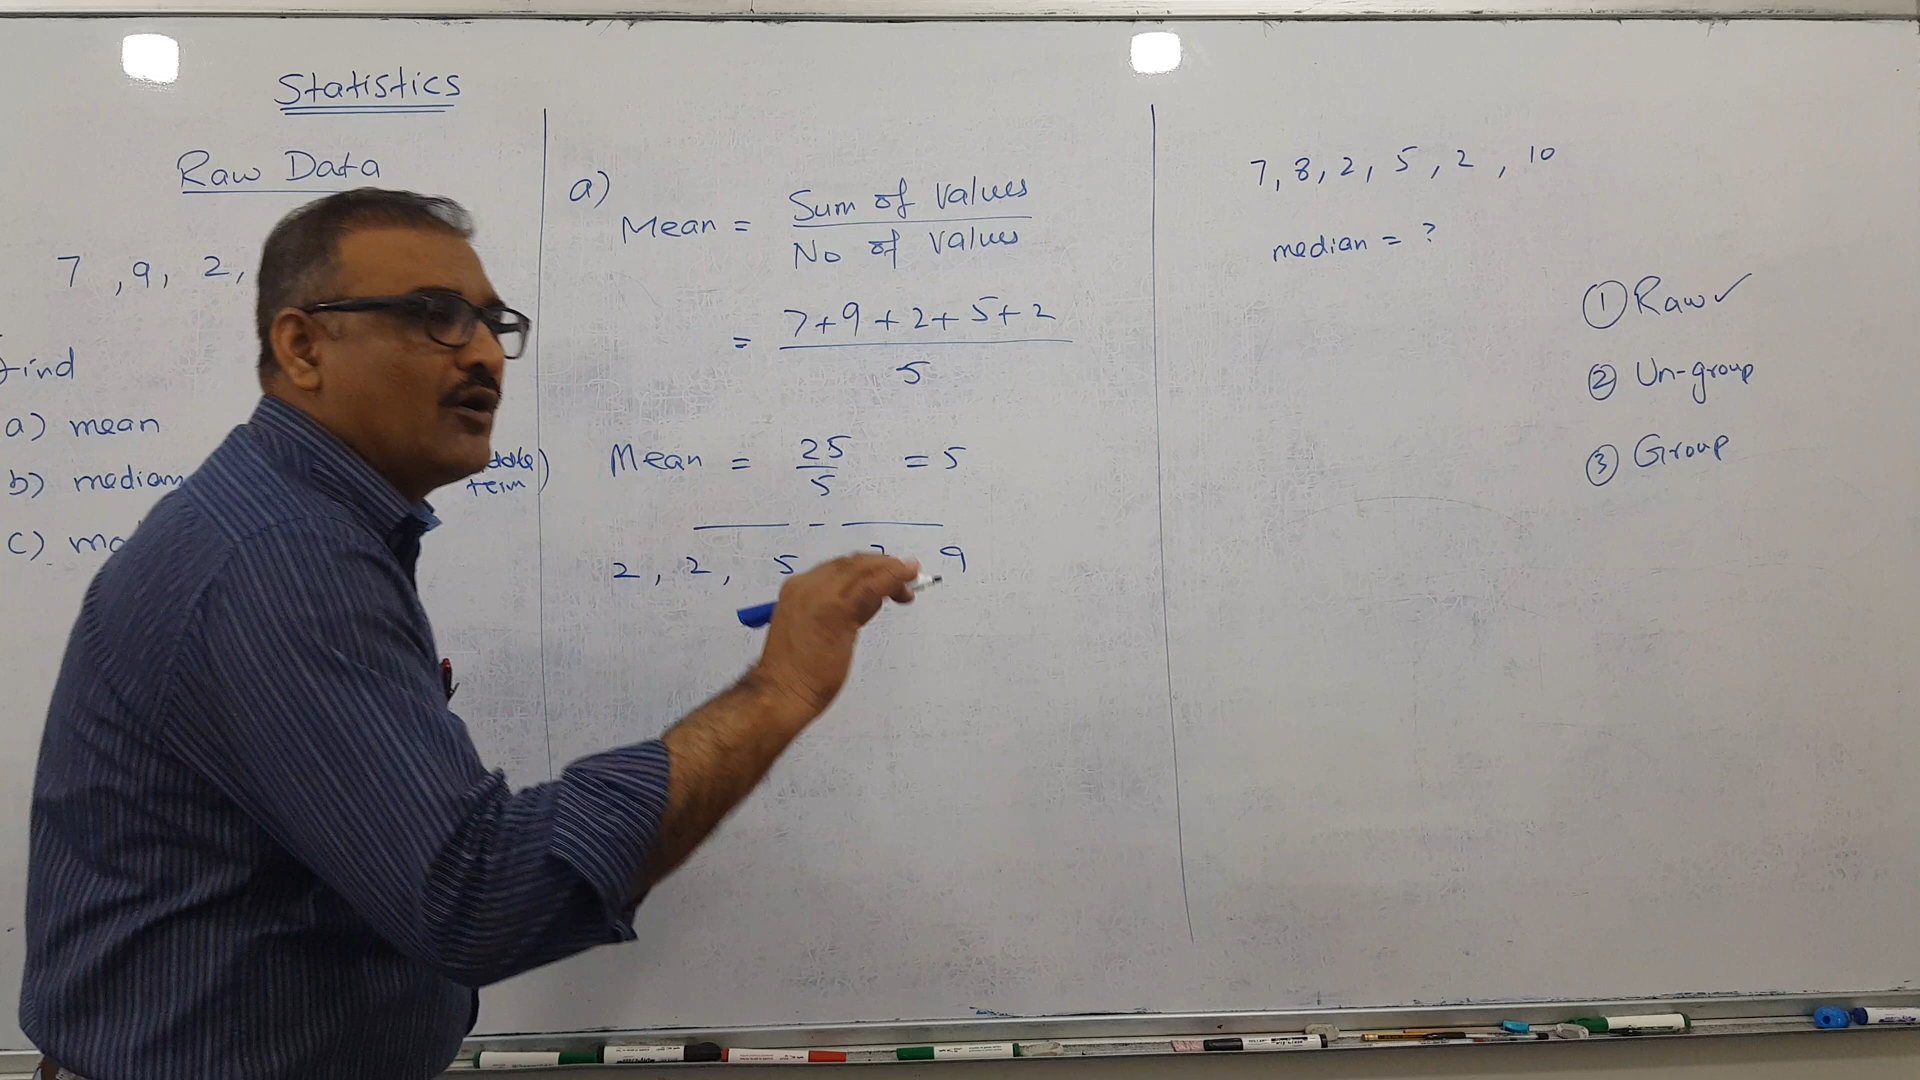 Statistics
Raw Data
7 , 9, 2,
find
a) mean
b) median
term)
c)
a)
Mean = Sum of values
No of values
= 7+9+2+5+2
5
Mean = 25 = 5
5
2 , 2 , 5 9
7, 8, 2, 5, 2, 10
median = ?
① Raw ✓
② Un-group
③ Group